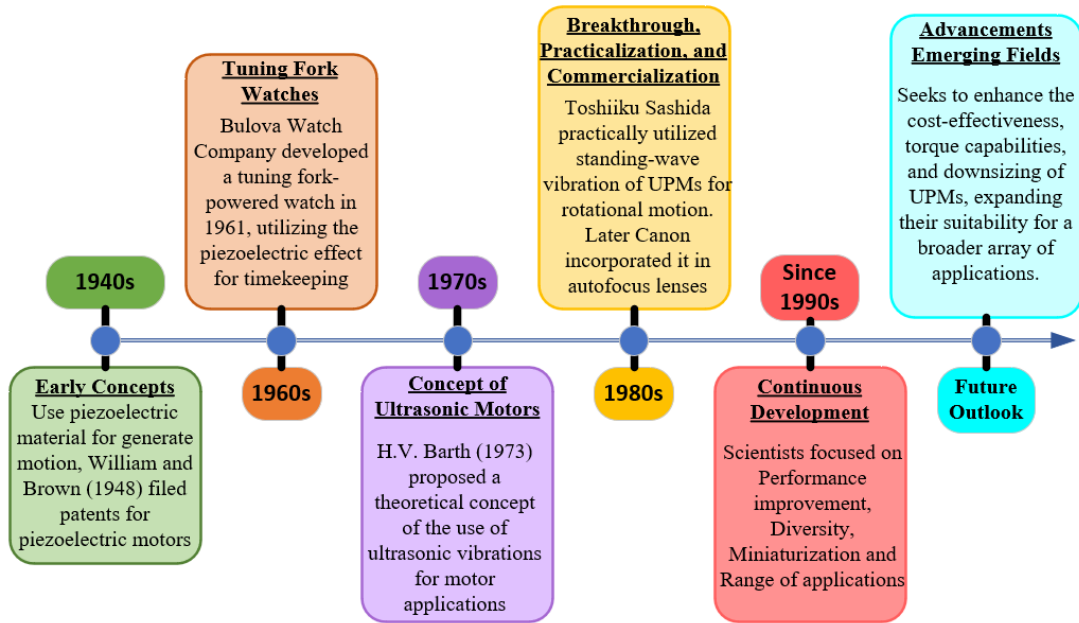 1940s
Early Concepts
Use piezoelectric
material for generate
motion, William and
Brown (1948) filed
patents for
piezoelectric motors
Tuning Fork
Watches
Bulova Watch
Company developed
a tuning fork-
powered watch in
1961, utilizing the
piezoelectric effect
for timekeeping
1960s
1970s
Concept of
Ultrasonic Motors
H.V. Barth (1973)
proposed a
theoretical concept
of the use of
ultrasonic vibrations
for motor
applications
Breakthrough,
Practicalization, and
Commercialization
Toshiiku Sashida
practically utilized
standing-wave
vibration of UPMs for
rotational motion.
Later Canon
incorporated it in
autofocus lenses
1980s
Since
1990s
Continuous
Development
Scientists focused on
Performance
improvement,
Diversity,
Miniaturization and
Range of applications
Advancements
Emerging Fields
Seeks to enhance the
cost-effectiveness,
torque capabilities,
and downsizing of
UPMs, expanding
their suitability for a
broader array of
applications.
Future
Outlook